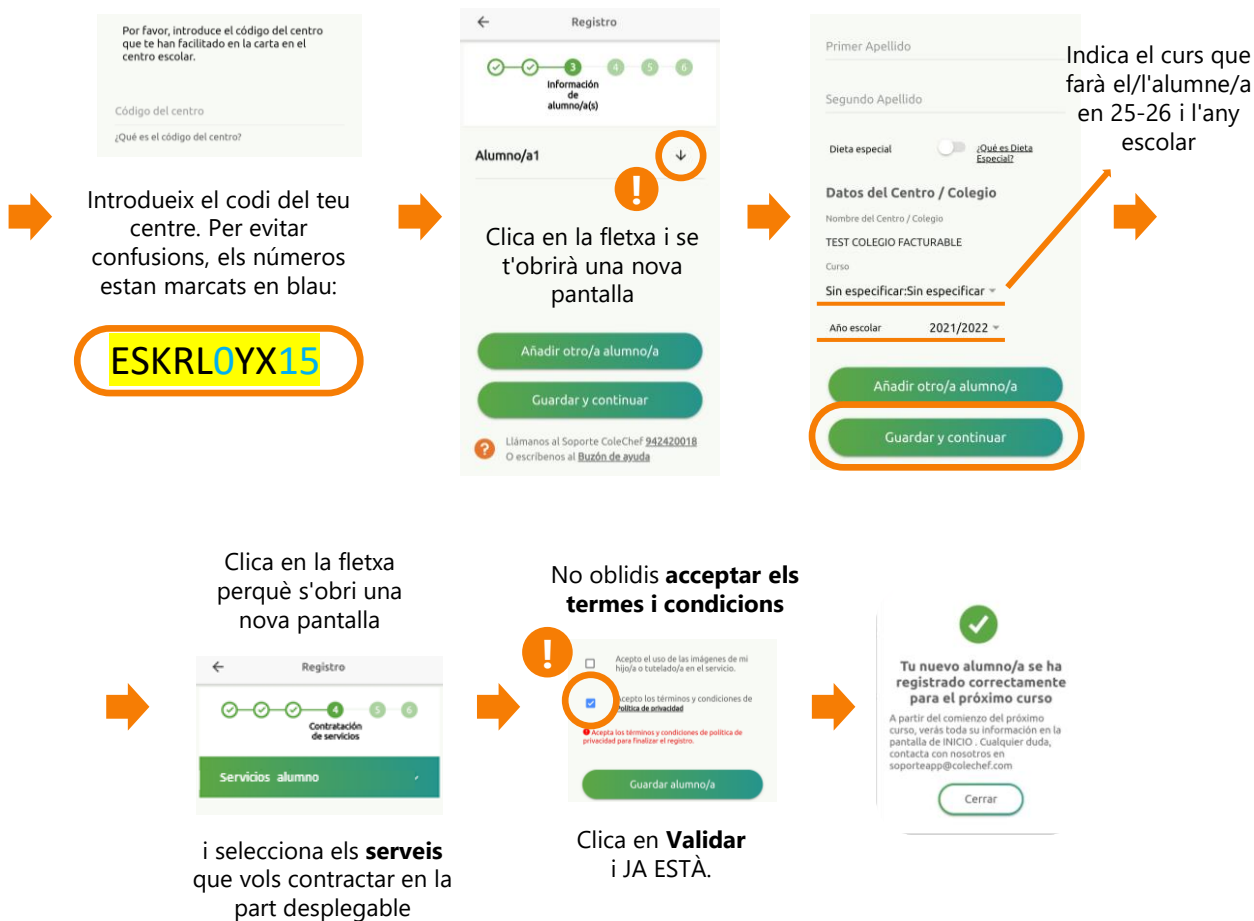 Por favor, introduce el código del centro
que te han facilitado en la carta en el
centro escolar.
Código del centro
¿Qué es el código del centro?
Introdueix el codi del teu
centre. Per evitar
confusions, els números
estan marcats en blau:
ESKRL0YX15
Registro
3
4
5
6
Información
de
alumno/a(s)
Alumno/a1
!
Clica en la fletxa i se
t'obrirà una nova
pantalla
Añadir otro/a alumno/a
Guardar y continuar
?
Llámanos al Soporte ColeChef 942420018
O escribenos al Buzón de ayuda
Primer Apellido
Segundo Apellido
Dieta especial
¿Qué es Dieta
Especial?
Datos del Centro / Colegio
Nombre del Centro / Colegio
TEST COLEGIO FACTURABLE
Curso
Sin especificar:Sin especificar
Año escolar 2021/2022
Añadir otro/a alumno/a
Guardar y continuar
Indica el curs que
farà el/l'alumne/a
en 25-26 i l'any
escolar
Clica en la fletxa
perquè s'obri una
nova pantalla
Registro
4
5
6
Contratación
de servicios
Servicios alumno
i selecciona els serveis
que vols contractar en la
part desplegable
No oblidis acceptar els
termes i condicions
!
Acepto el uso de las imágenes de mi
hijo/a o tutelado/a en el servicio.
Acepto los términos y condiciones de
Política de privacidad
Acepta los términos y condiciones de política de
privacidad para finalizar el registro.
Guardar alumno/a
Clica en Validar
i JA ESTÀ.
Tu nuevo alumno/a se ha
registrado correctamente
para el próximo curso
A partir del comienzo del próximo
curso, verás toda su información en la
pantalla de INICIO . Cualquier duda,
contacta con nosotros en
soporteapp@colechef.com
Cerrar